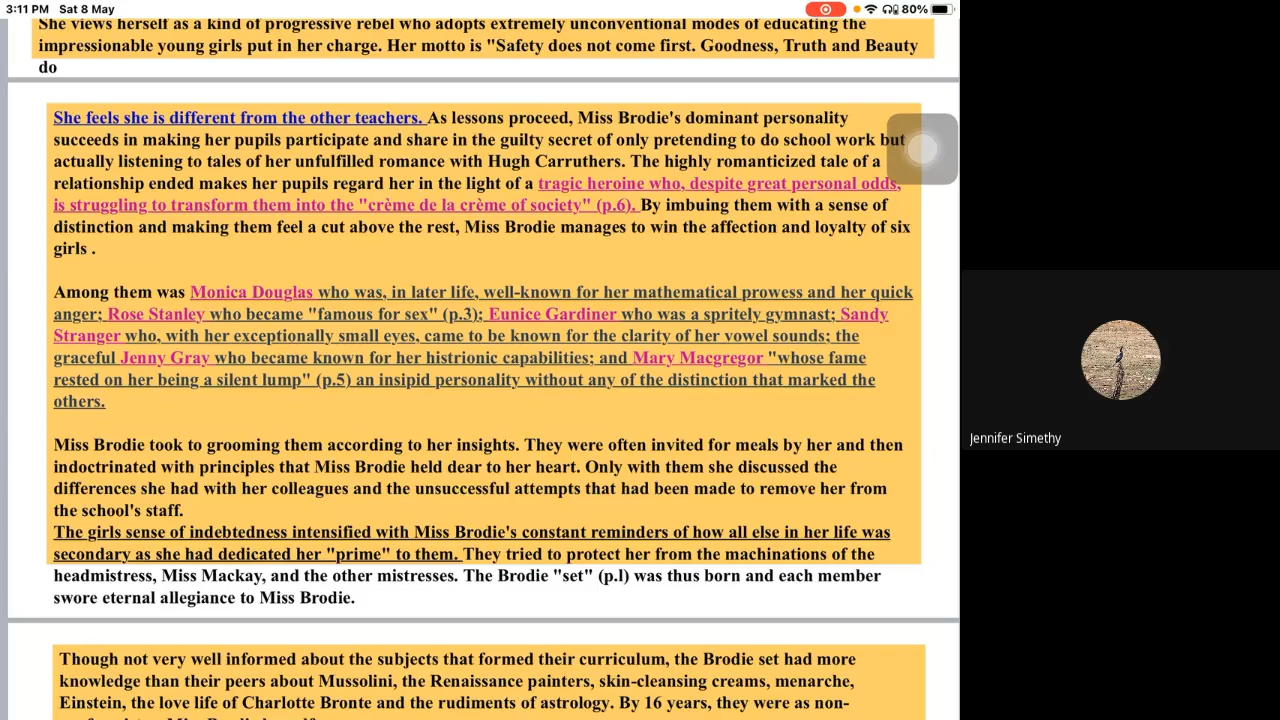 3:11 PM Sat 8 May
80%
She views herself as a kind of progressive rebel who adopts extremely unconventional modes of educating the
impressionable young girls put in her charge. Her motto is "Safety does not come first. Goodness, Truth and Beauty
do
She feels she is different from the other teachers. As lessons proceed, Miss Brodie's dominant personality
succeeds in making her pupils participate and share in the guilty secret of only pretending to do school work but
actually listening to tales of her unfulfilled romance with Hugh Carruthers. The highly romanticized tale of a
relationship ended makes her pupils regard her in the light of a tragic heroine who, despite great personal odds,
is struggling to transform them into the "crème de la crème of society" (p.6). By imbuing them with a sense of
distinction and making them feel a cut above the rest, Miss Brodie manages to win the affection and loyalty of six
girls .
Among them was Monica Douglas who was, in later life, well-known for her mathematical prowess and her quick
anger; Rose Stanley who became "famous for sex" (p.3); Eunice Gardiner who was a spritely gymnast; Sandy
Stranger who, with her exceptionally small eyes, came to be known for the clarity of her vowel sounds; the
graceful Jenny Gray who became known for her histrionic capabilities; and Mary Macgregor "whose fame
rested on her being a silent lump" (p.5) an insipid personality without any of the distinction that marked the
others.
Miss Brodie took to grooming them according to her insights. They were often invited for meals by her and then
indoctrinated with principles that Miss Brodie held dear to her heart. Only with them she discussed the
differences she had with her colleagues and the unsuccessful attempts that had been made to remove her from
the school's staff.
The girls sense of indebtedness intensified with Miss Brodie's constant reminders of how all else in her life was
secondary as she had dedicated her "prime" to them. They tried to protect her from the machinations of the
headmistress, Miss Mackay, and the other mistresses. The Brodie "set" (p.l) was thus born and each member
swore eternal allegiance to Miss Brodie.
Though not very well informed about the subjects that formed their curriculum, the Brodie set had more
knowledge than their peers about Mussolini, the Renaissance painters, skin-cleansing creams, menarche,
Einstein, the love life of Charlotte Bronte and the rudiments of astrology. By 16 years, they were as non-
Jennifer Simethy